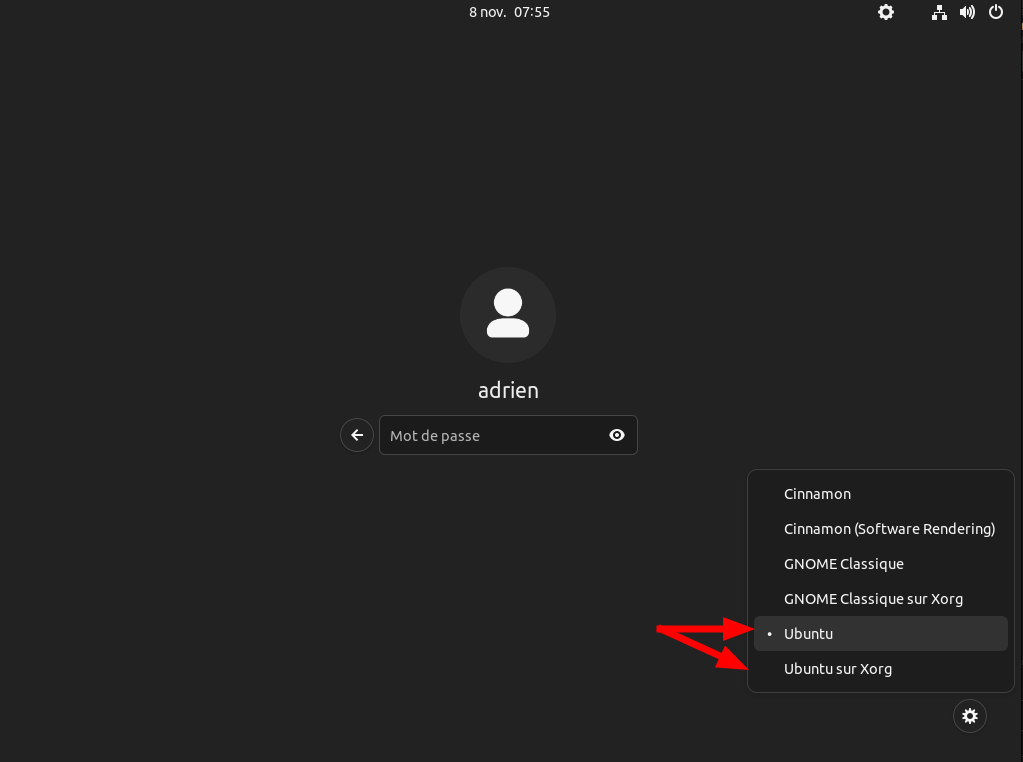 8 nov. 07:55
adrien
Mot de passe
Cinnamon
Cinnamon (Software Rendering)
GNOME Classique
GNOME Classique sur Xorg
• Ubuntu
Ubuntu sur Xorg